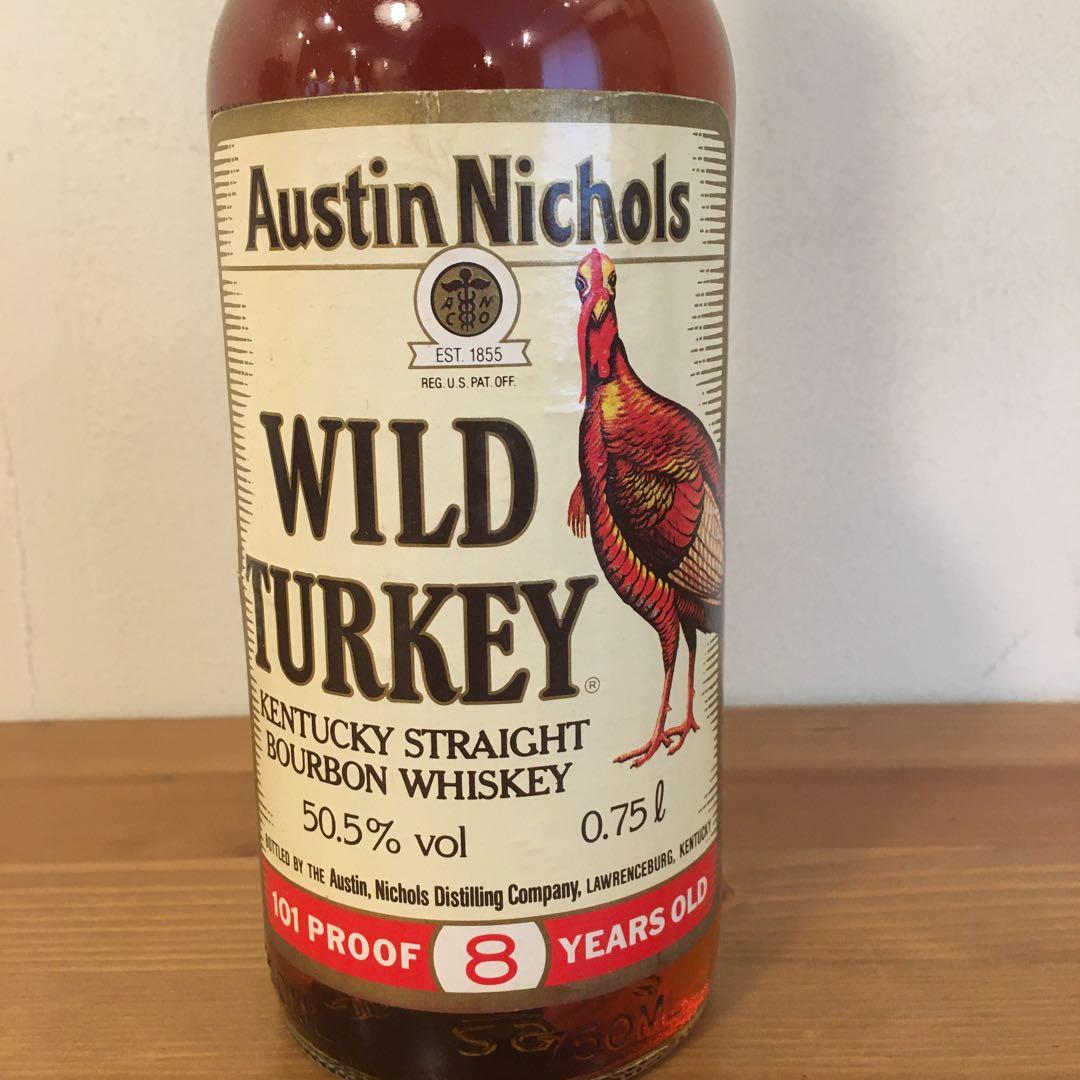 Austin Nichols
A N
C O
EST. 1855
REG. U.S. PAT. OFF.
WILD
TURKEY®
KENTUCKY STRAIGHT
BOURBON WHISKEY
50.5% vol 0.75 ℓ
BOTTLED BY THE Austin, Nichols Distilling Company, LAWRENCEBURG, KENTUCKY
101 PROOF 8 YEARS OLD